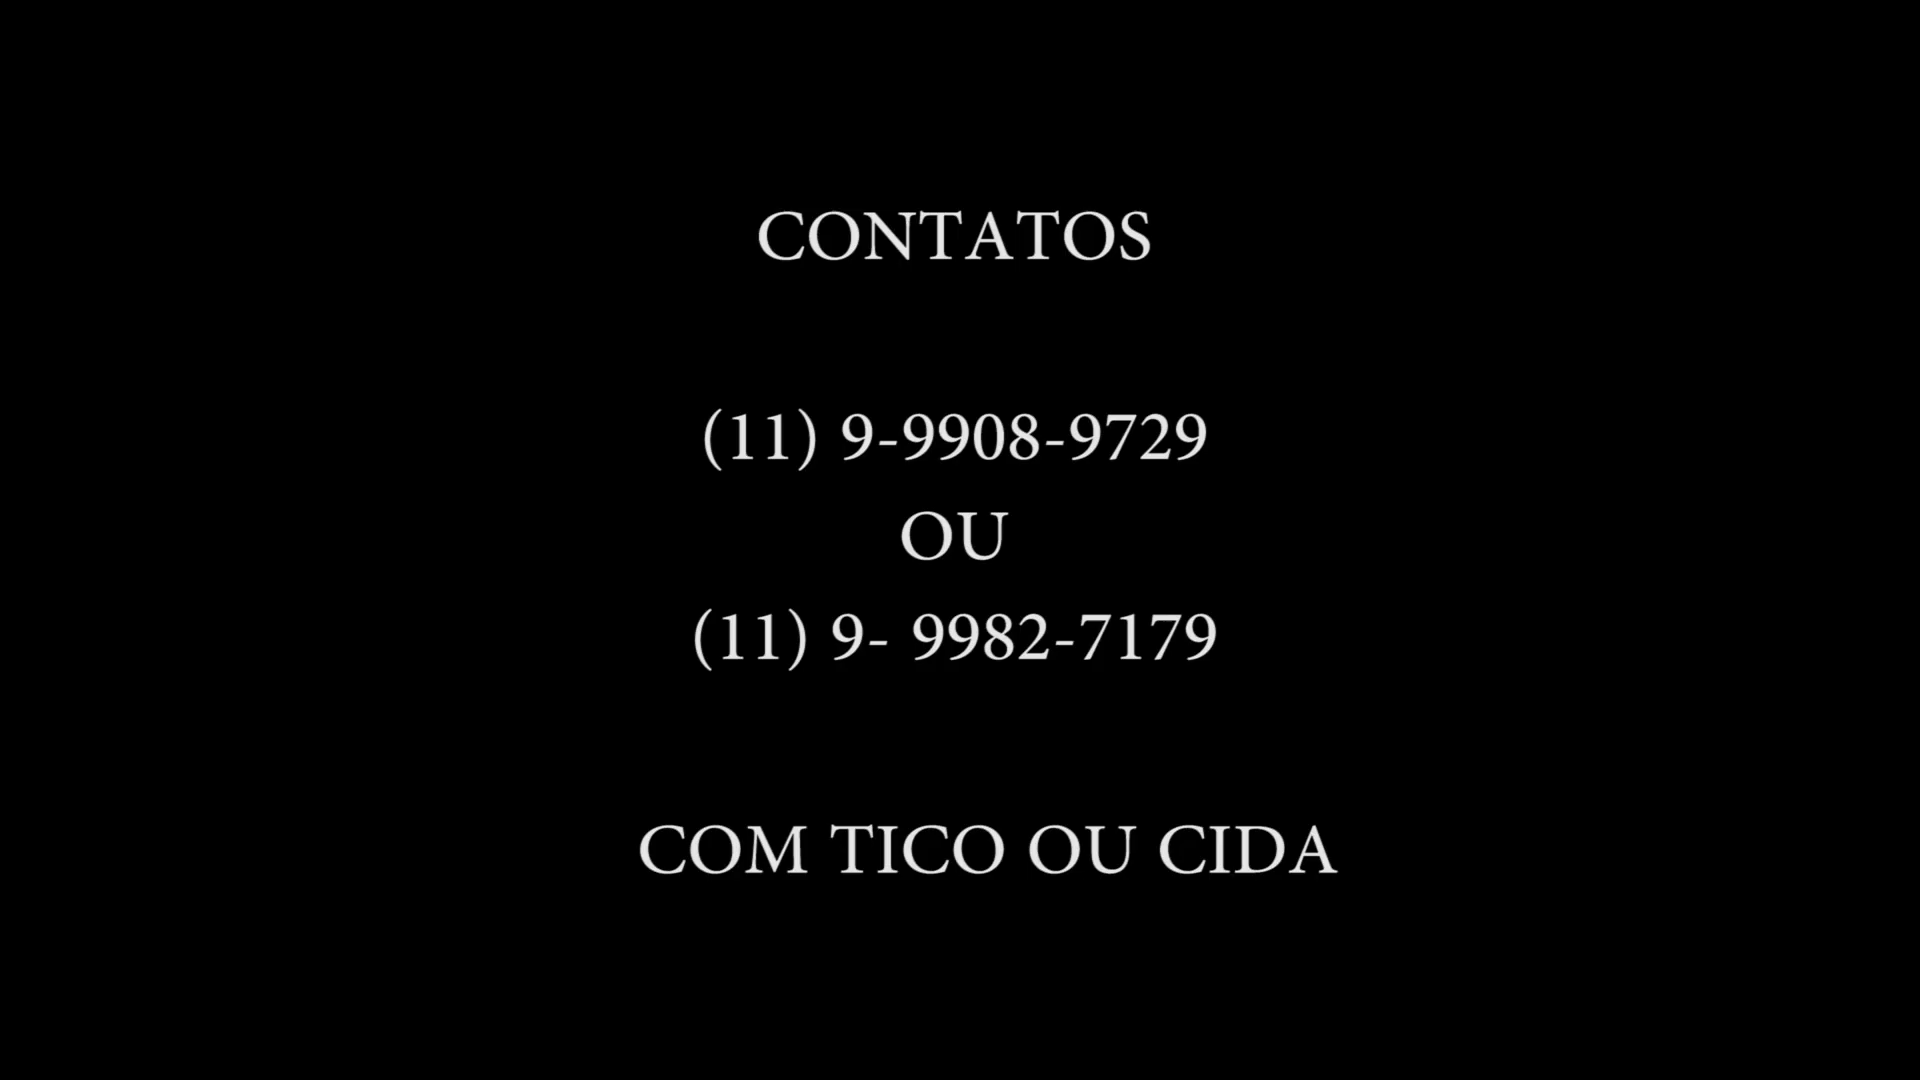 CONTATOS
(11) 9-9908-9729
OU
(11) 9- 9982-7179
COM TICO OU CIDA